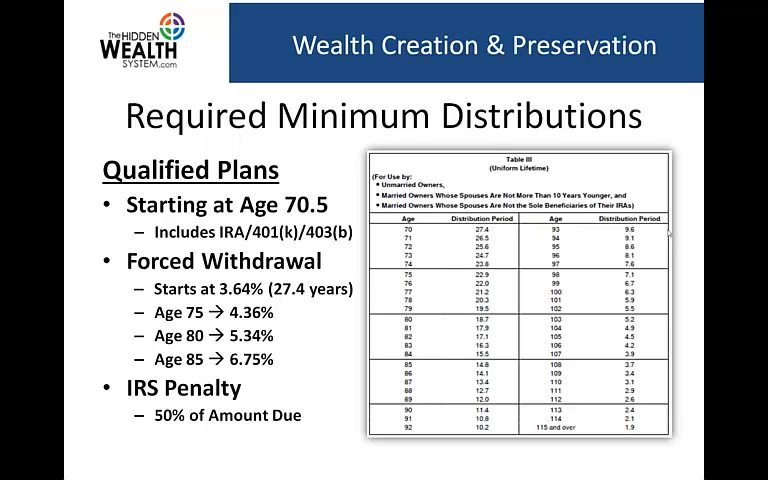 The HIDDEN
WEALTH
SYSTEM.com
Wealth Creation & Preservation
Required Minimum Distributions
Qualified Plans
• Starting at Age 70.5
– Includes IRA/401(k)/403(b)
• Forced Withdrawal
– Starts at 3.64% (27.4 years)
– Age 75 → 4.36%
– Age 80 → 5.34%
– Age 85 → 6.75%
• IRS Penalty
– 50% of Amount Due
Table III
(Uniform Lifetime)
(For Use by:
• Unmarried Owners,
• Married Owners Whose Spouses Are Not More Than 10 Years Younger, and
• Married Owners Whose Spouses Are Not the Sole Beneficiaries of Their IRAs)
Age Distribution Period Age Distribution Period
70 27.4 93 9.6
71 26.5 94 9.1
72 25.6 95 8.6
73 24.7 96 8.1
74 23.8 97 7.6
75 22.9 98 7.1
76 22.0 99 6.7
77 21.2 100 6.3
78 20.3 101 5.9
79 19.5 102 5.5
80 18.7 103 5.2
81 17.9 104 4.9
82 17.1 105 4.5
83 16.3 106 4.2
84 15.5 107 3.9
85 14.8 108 3.7
86 14.1 109 3.4
87 13.4 110 3.1
88 12.7 111 2.9
89 12.0 112 2.6
90 11.4 113 2.4
91 10.8 114 2.1
92 10.2 115 and over 1.9